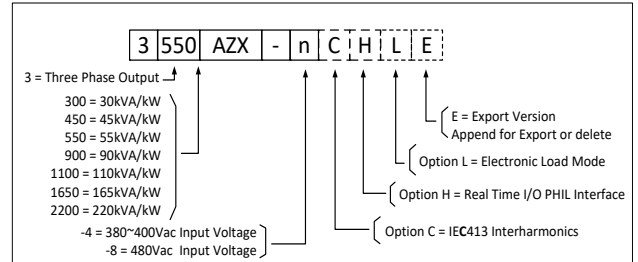 3 550 AZX - n C H L E
3 = Three Phase Output
300 = 30kVA/kW
450 = 45kVA/kW
550 = 55kVA/kW
900 = 90kVA/kW
1100 = 110kVA/kW
1650 = 165kVA/kW
2200 = 220kVA/kW
-4 = 380~400Vac Input Voltage
-8 = 480Vac Input Voltage
E = Export Version
Append for Export or delete
Option L = Electronic Load Mode
Option H = Real Time I/O PHIL Interface
Option C = IEC413 Interharmonics